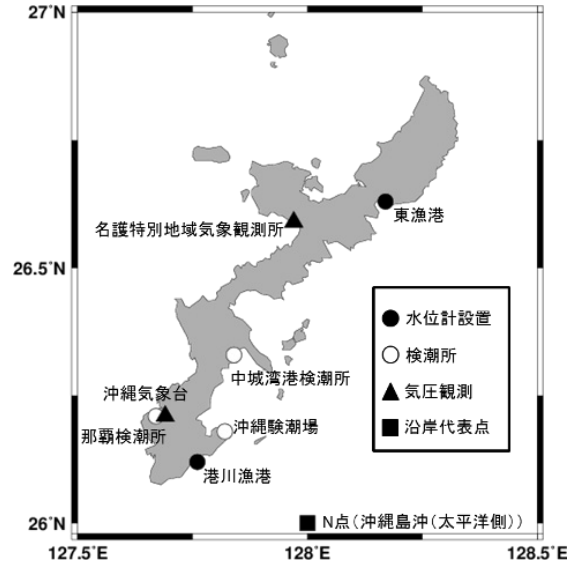 27˚N
東漁港
名護特別地域気象観測所
26.5˚N
水位計設置
検潮所
気圧観測
沿岸代表点
中城湾港検潮所
沖縄気象台
沖縄験潮場
那覇検潮所
港川漁港
N点(沖縄島沖(太平洋側))
26˚N
127.5˚E
128˚E
128.5˚E